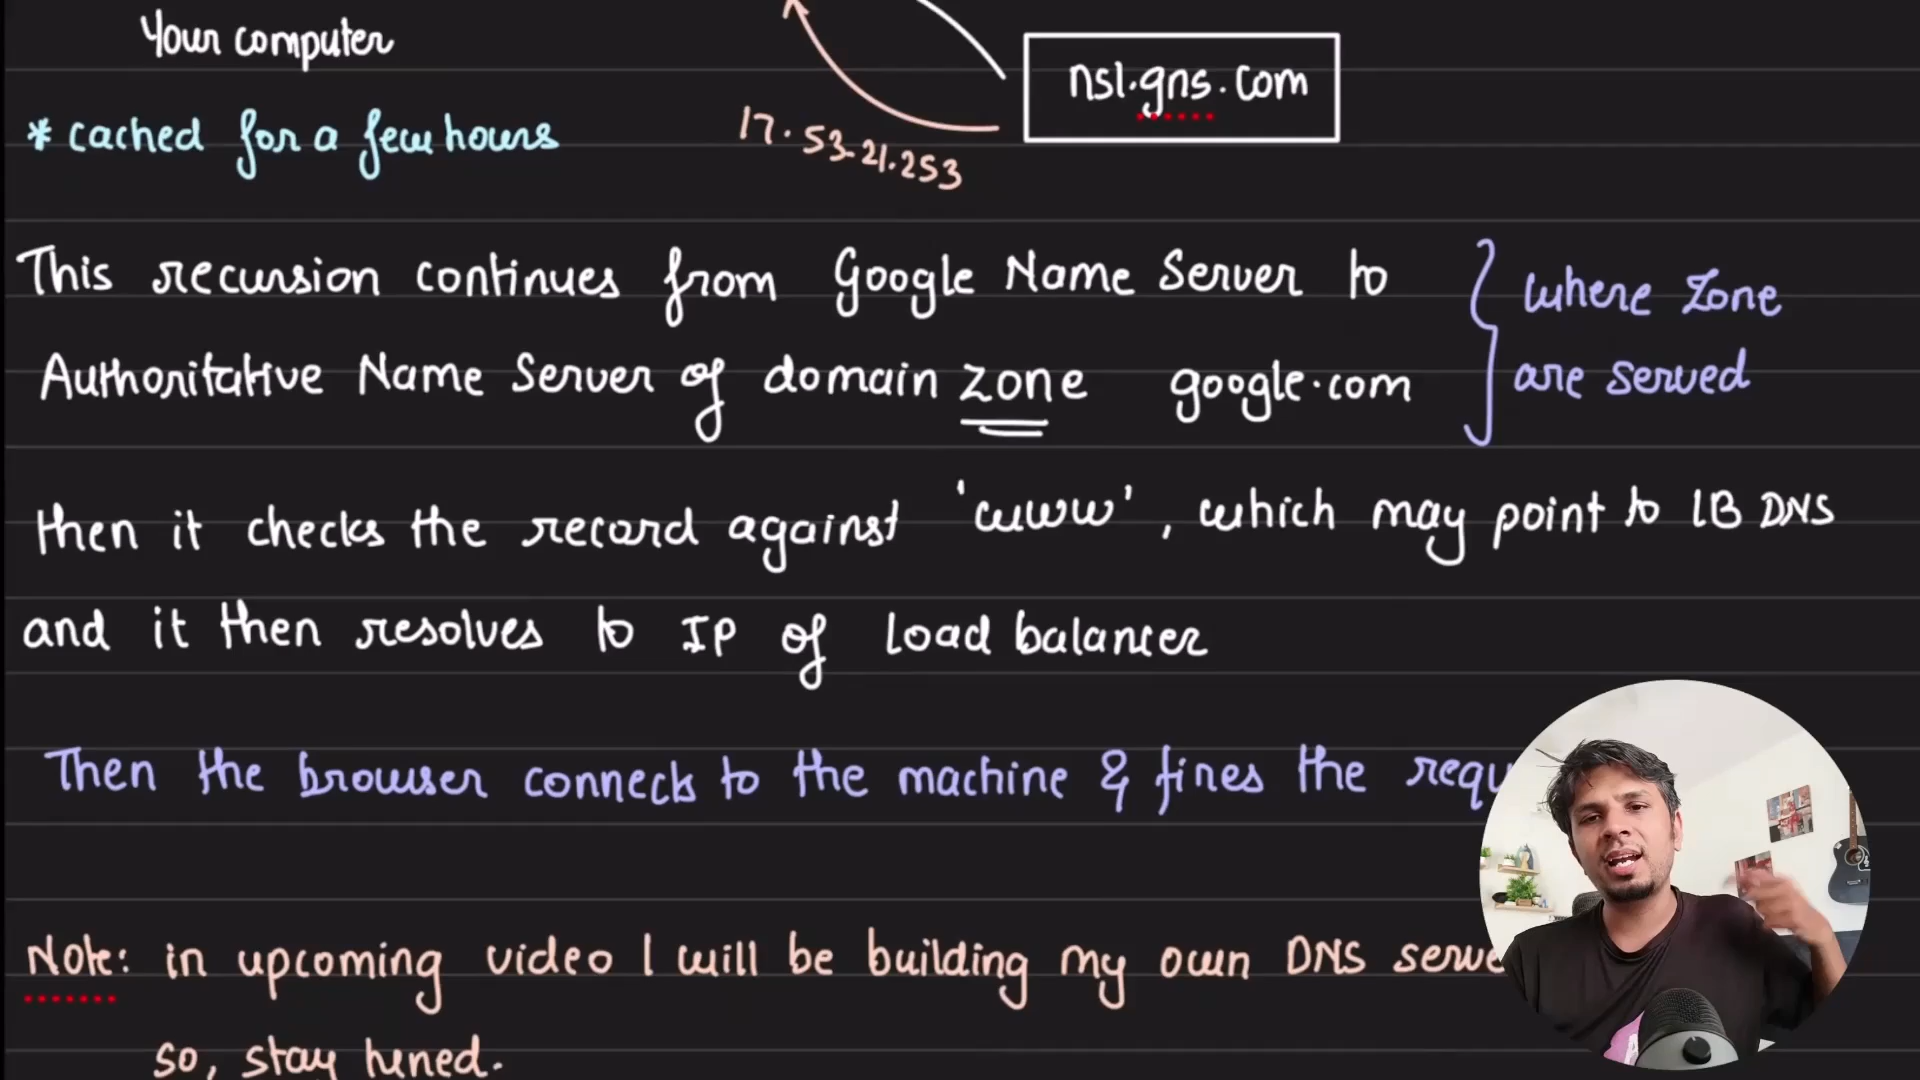 Your computer
ns1.gns.com
* cached for a few hours
17.53.21.253
This recursion continues from Google Name Server to
Authoritative Name Server of domain zone google.com
where zone
are served
then it checks the record against 'www', which may point to LB DNS
and it then resolves to IP of load balancer
Then the browser connects to the machine & fires the requ
Note: in upcoming video I will be building my own DNS serve
so, stay tuned.